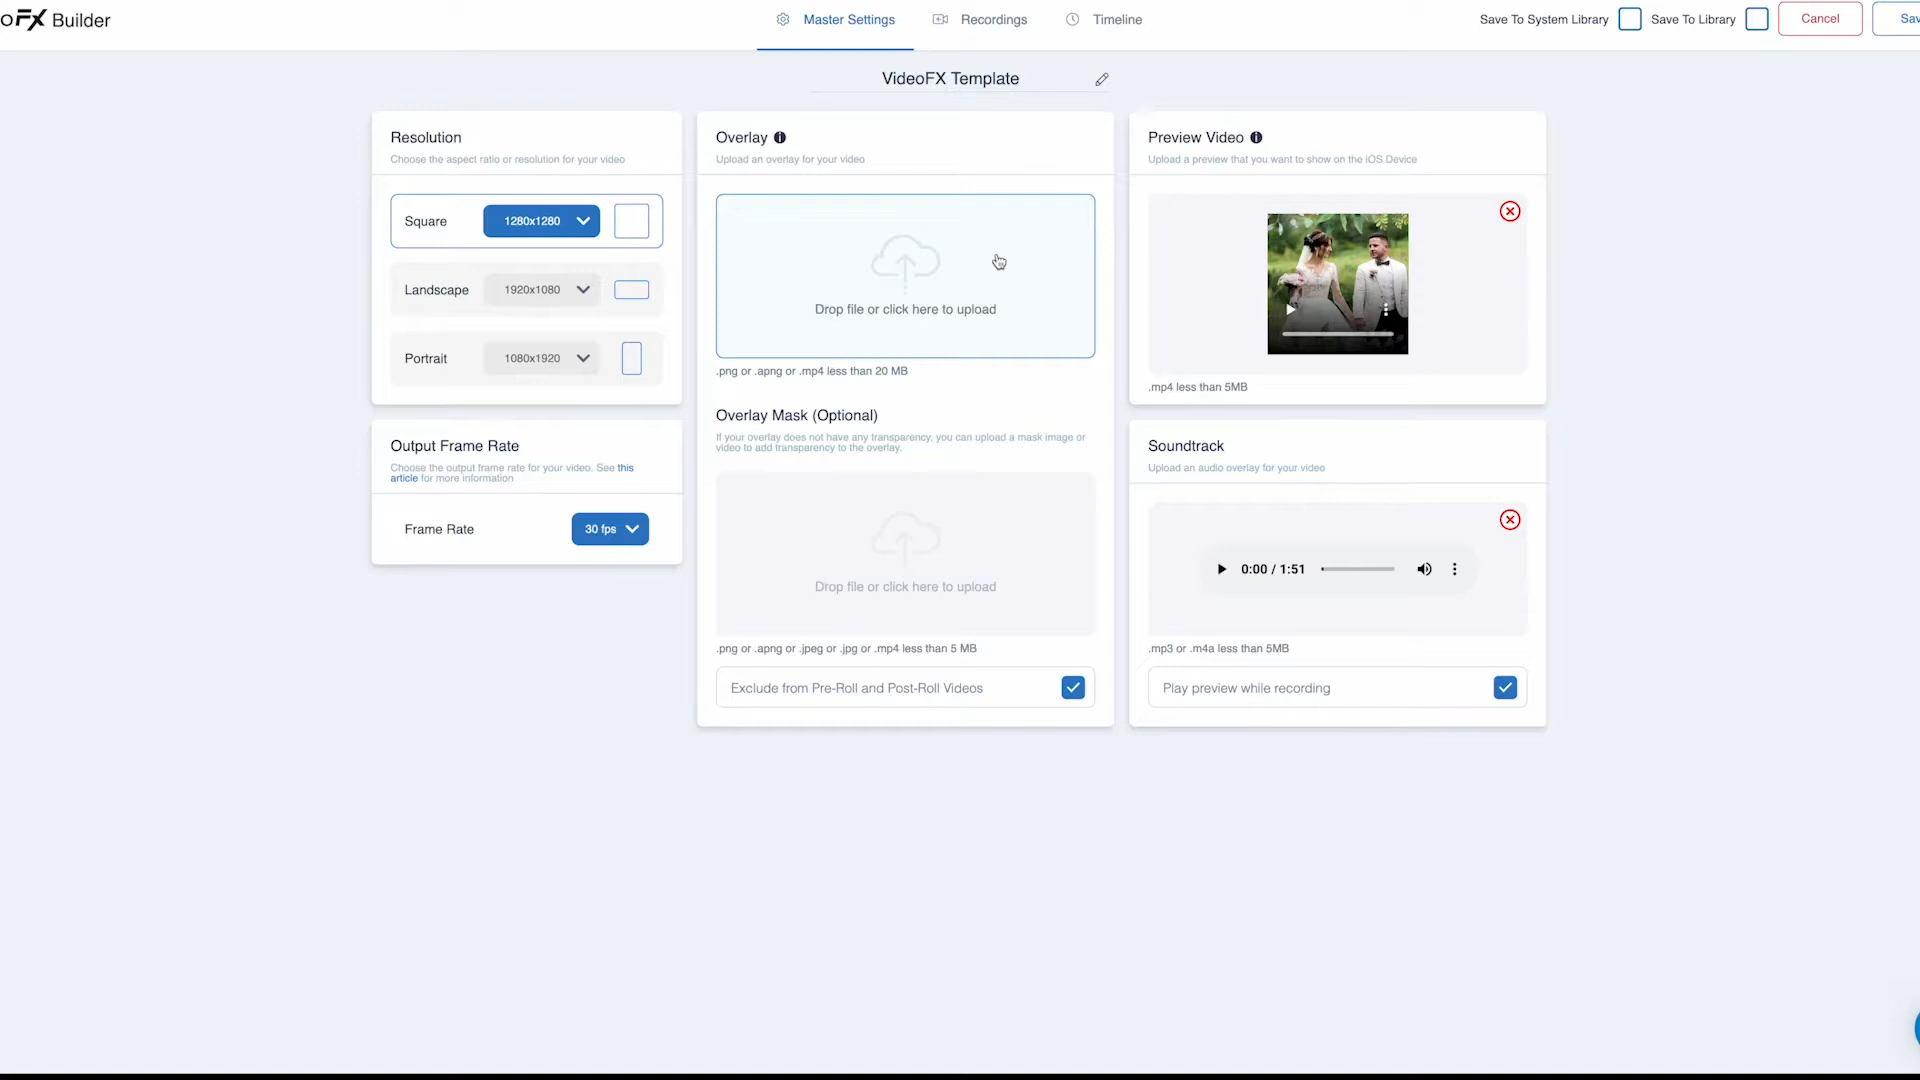 oFX Builder
Master Settings
Recordings
Timeline
Save To System Library
Save To Library
Cancel
Sav
VideoFX Template
Resolution
Choose the aspect ratio or resolution for your video
Square
1280x1280
Landscape
1920x1080
Portrait
1080x1920
Output Frame Rate
Choose the output frame rate for your video. See this
article for more information
Frame Rate
30 fps
Overlay
Upload an overlay for your video
Drop file or click here to upload
.png or .apng or .mp4 less than 20 MB
Overlay Mask (Optional)
If your overlay does not have any transparency, you can upload a mask image or
video to add transparency to the overlay.
Drop file or click here to upload
.png or .apng or .jpeg or .jpg or .mp4 less than 5 MB
Exclude from Pre-Roll and Post-Roll Videos
Preview Video
Upload a preview that you want to show on the iOS Device
.mp4 less than 5MB
Soundtrack
Upload an audio overlay for your video
0:00 / 1:51
.mp3 or .m4a less than 5MB
Play preview while recording